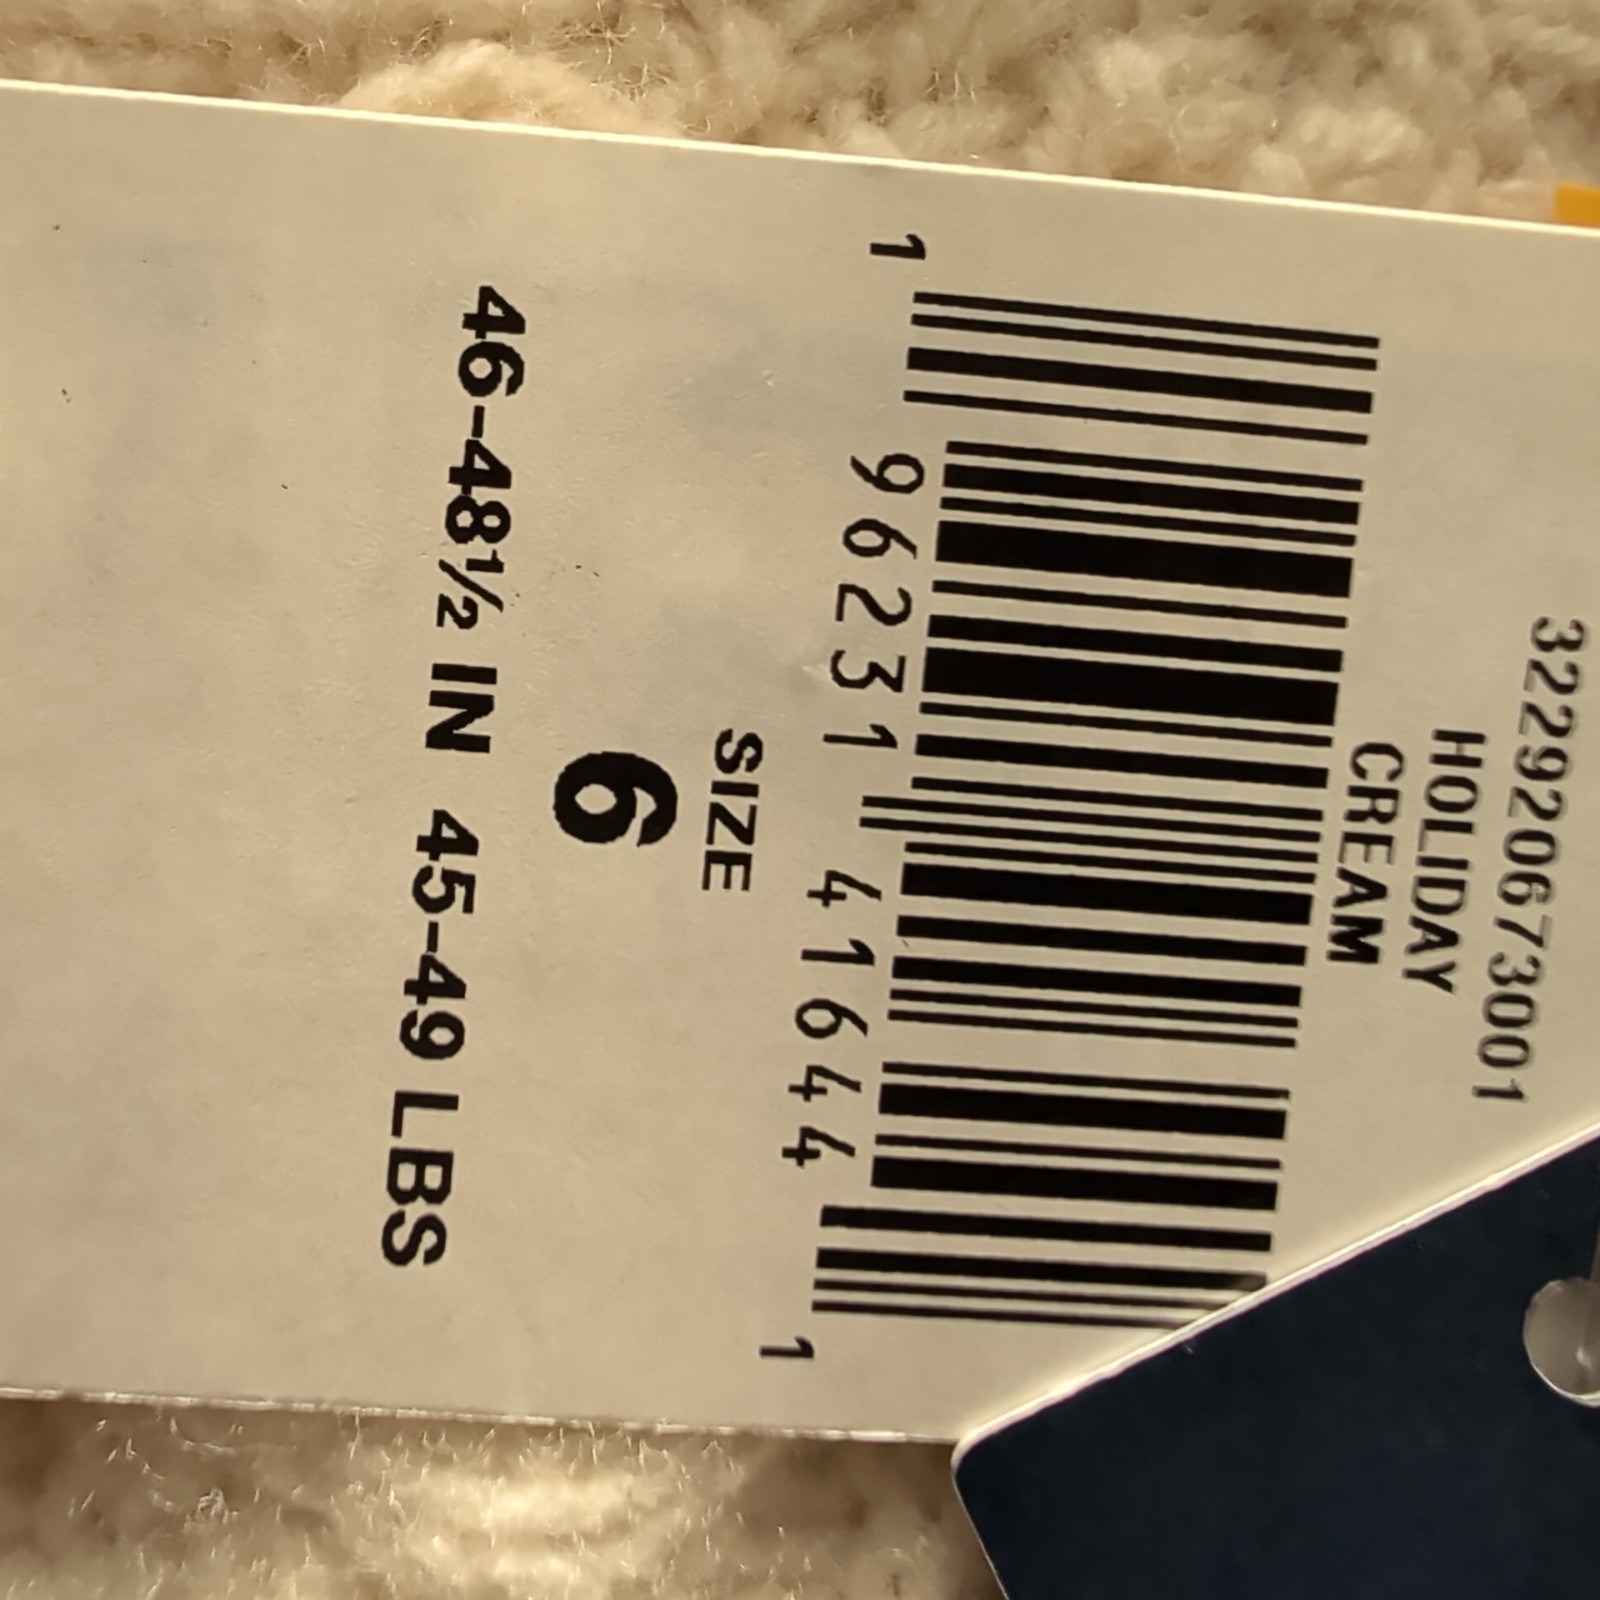 322920673001
HOLIDAY
CREAM
1 96231 41644 1
SIZE
6
46-48½ IN 45-49 LBS